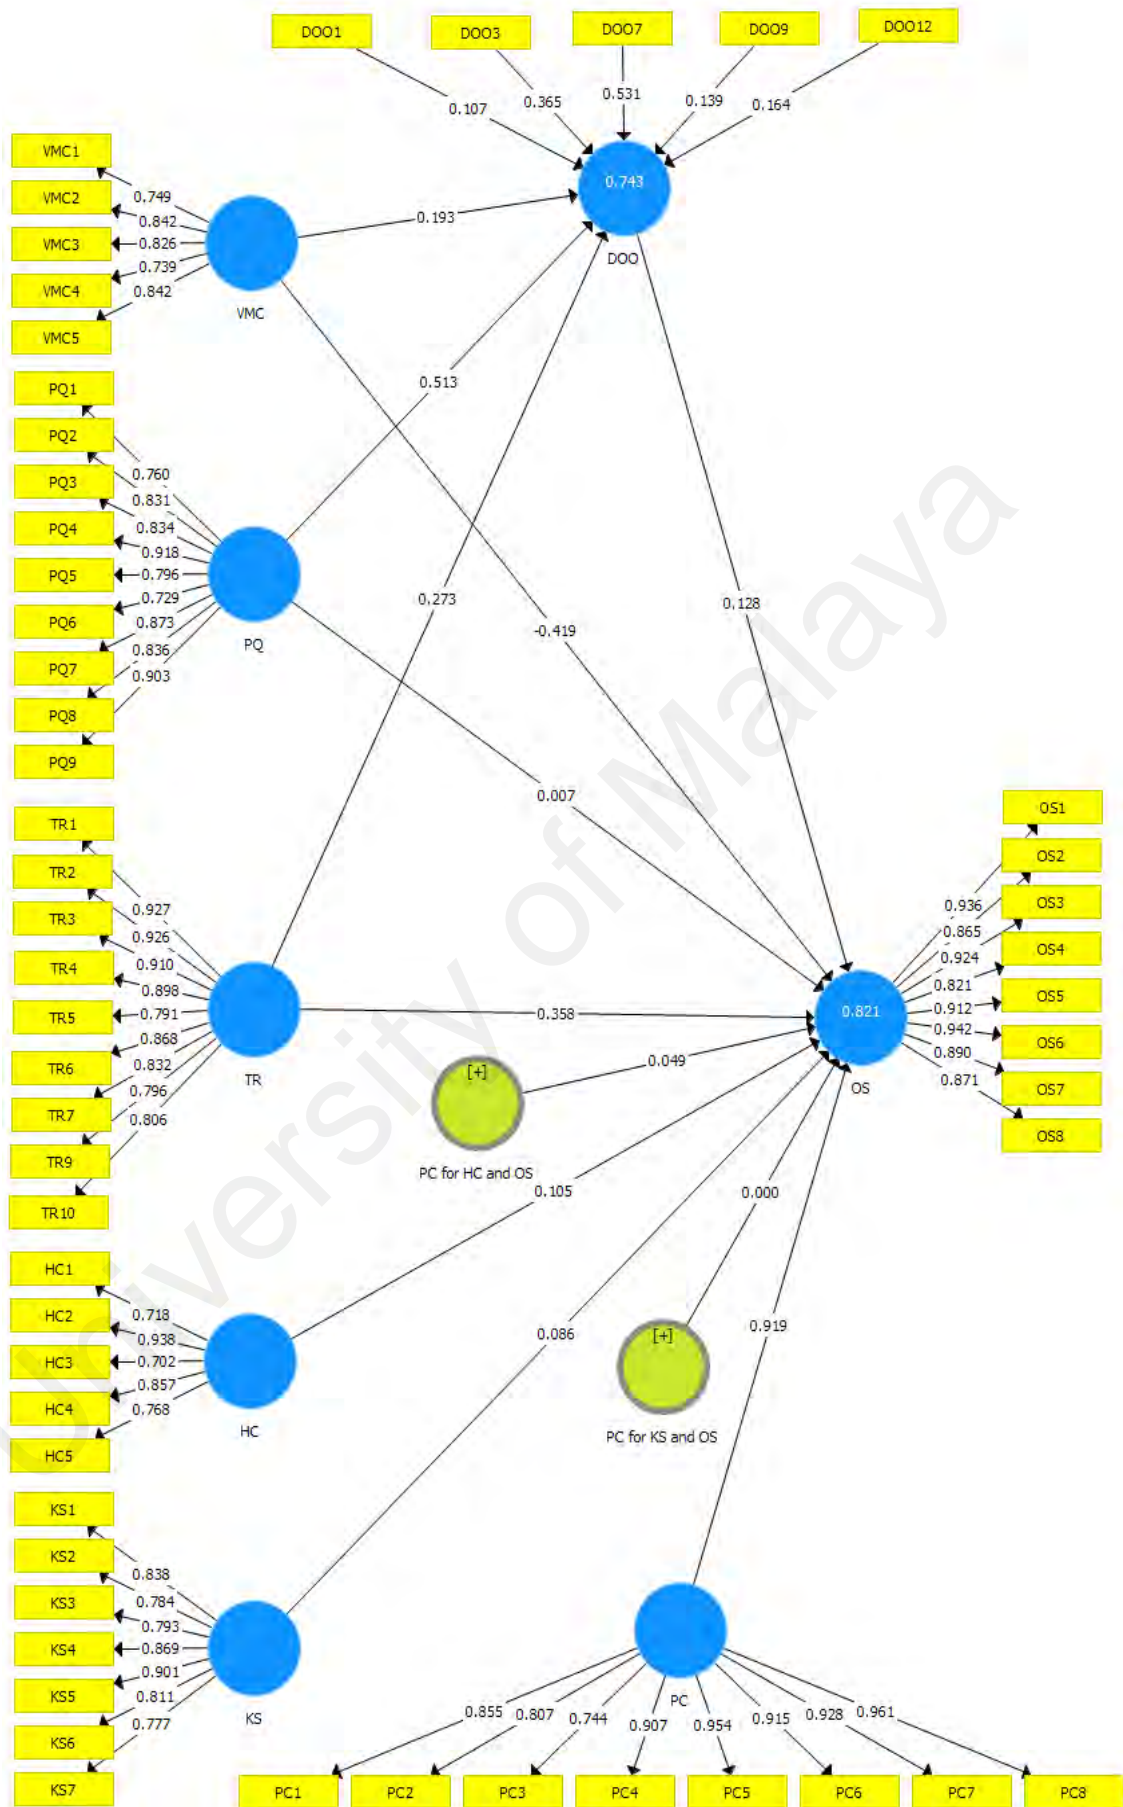 DOO1 DOO3 DOO7 DOO9 DOO12
0.107 0.365 0.531 0.139 0.164
0.743
DOO
VMC1
VMC2
VMC3
VMC4
VMC5
0.749
0.842
0.826
0.739
0.842
VMC
0.193
-0.419
PQ1
PQ2
PQ3
PQ4
PQ5
PQ6
PQ7
PQ8
PQ9
0.760
0.831
0.834
0.918
0.796
0.729
0.873
0.836
0.903
PQ
0.513
0.007
0.273
0.128
TR1
TR2
TR3
TR4
TR5
TR6
TR7
TR9
TR10
0.927
0.926
0.910
0.898
0.791
0.868
0.832
0.796
0.806
TR
0.358
0.821
OS
0.936
0.865
0.924
0.821
0.912
0.942
0.890
0.871
OS1
OS2
OS3
OS4
OS5
OS6
OS7
OS8
[+]
PC for HC and OS
0.049
HC1
HC2
HC3
HC4
HC5
0.718
0.938
0.702
0.857
0.768
HC
0.105
0.000
[+]
PC for KS and OS
0.086
0.919
KS1
KS2
KS3
KS4
KS5
KS6
KS7
0.838
0.784
0.793
0.869
0.901
0.811
0.777
KS
PC
0.855 0.807 0.744 0.907 0.954 0.915 0.928 0.961
PC1 PC2 PC3 PC4 PC5 PC6 PC7 PC8
University of Malaya